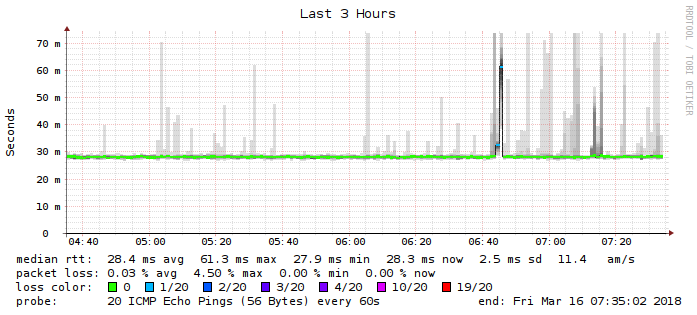 Last 3 Hours
RRDTOOL / TOBI OETIKER
Seconds
70 m
60 m
50 m
40 m
30 m
20 m
10 m
0
04:40 05:00 05:20 05:40 06:00 06:20 06:40 07:00 07:20
median rtt: 28.4 ms avg 61.3 ms max 27.9 ms min 28.3 ms now 2.5 ms sd 11.4 am/s
packet loss: 0.03 % avg 4.50 % max 0.00 % min 0.00 % now
loss color: 0 1/20 2/20 3/20 4/20 10/20 19/20
probe: 20 ICMP Echo Pings (56 Bytes) every 60s end: Fri Mar 16 07:35:02 2018